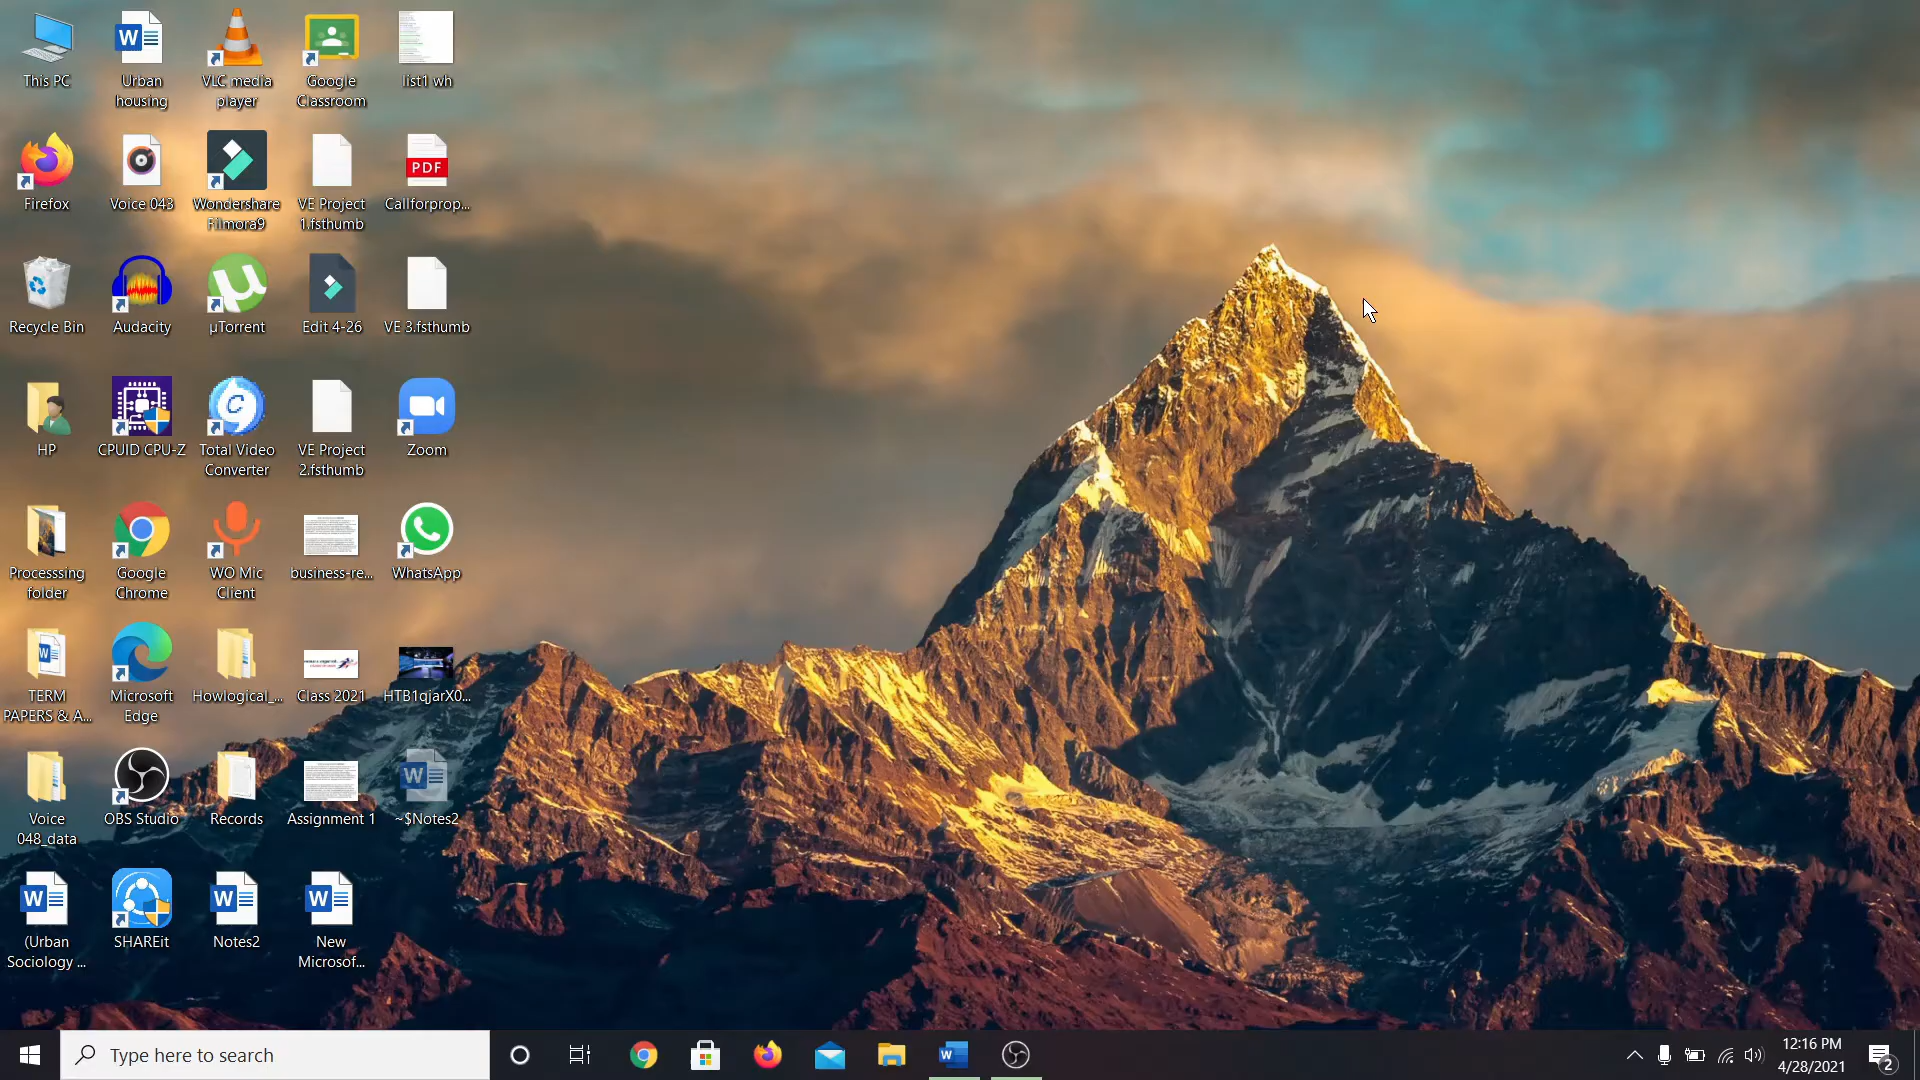 This PC
Urban
housing
VLC media
player
Google
Classroom
list1 wh
Firefox
Voice 043
Wondershare
Filmora9
VE Project
1.fsthumb
PDF
Callforprop...
Recycle Bin
Audacity
µTorrent
Edit 4-26
VE 3.fsthumb
HP
CPUID CPU-Z
Total Video
Converter
VE Project
2.fsthumb
Zoom
Processsing
folder
Google
Chrome
WO Mic
Client
business-re...
WhatsApp
TERM
PAPERS & A...
Microsoft
Edge
Howlogical_...
Class 2021
HTB1qjarX0...
Voice
048_data
OBS Studio
Records
Assignment 1
~$Notes2
(Urban
Sociology ...
SHAREit
Notes2
New
Microsof...
Type here to search
12:16 PM
4/28/2021
2